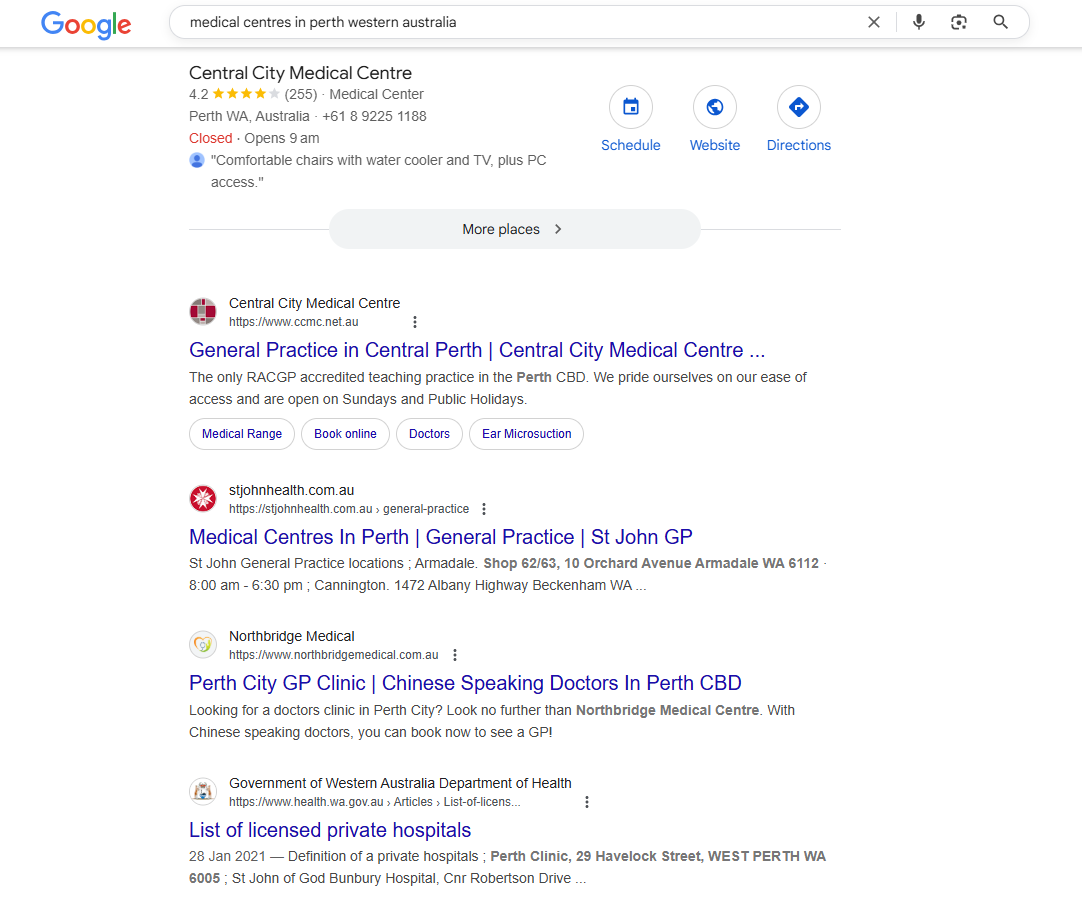 Google
medical centres in perth western australia
Central City Medical Centre
4.2 (255) · Medical Center
Perth WA, Australia · +61 8 9225 1188
Closed · Opens 9 am
"Comfortable chairs with water cooler and TV, plus PC
access."
Schedule
Website
Directions
More places
Central City Medical Centre
https://www.ccmc.net.au
General Practice in Central Perth | Central City Medical Centre ...
The only RACGP accredited teaching practice in the Perth CBD. We pride ourselves on our ease of
access and are open on Sundays and Public Holidays.
Medical Range
Book online
Doctors
Ear Microsuction
stjohnhealth.com.au
https://stjohnhealth.com.au › general-practice
Medical Centres In Perth | General Practice | St John GP
St John General Practice locations ; Armadale. Shop 62/63, 10 Orchard Avenue Armadale WA 6112 ·
8:00 am - 6:30 pm ; Cannington. 1472 Albany Highway Beckenham WA ...
Northbridge Medical
https://www.northbridgemedical.com.au
Perth City GP Clinic | Chinese Speaking Doctors In Perth CBD
Looking for a doctors clinic in Perth City? Look no further than Northbridge Medical Centre. With
Chinese speaking doctors, you can book now to see a GP!
Government of Western Australia Department of Health
https://www.health.wa.gov.au › Articles › List-of-licens...
List of licensed private hospitals
28 Jan 2021 — Definition of a private hospitals ; Perth Clinic, 29 Havelock Street, WEST PERTH WA
6005 ; St John of God Bunbury Hospital, Cnr Robertson Drive ...